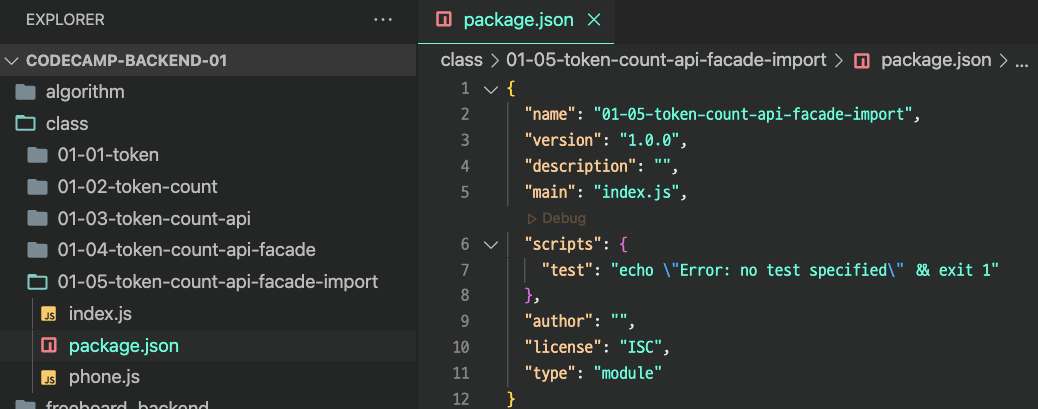 EXPLORER
...
CODECAMP-BACKEND-01
algorithm
class
01-01-token
01-02-token-count
01-03-token-count-api
01-04-token-count-api-facade
01-05-token-count-api-facade-import
JS index.js
package.json
JS phone.js
freeboard_backend
package.json
class > 01-05-token-count-api-facade-import > package.json > ...
1 {
2 "name": "01-05-token-count-api-facade-import",
3 "version": "1.0.0",
4 "description": "",
5 "main": "index.js",
Debug
6 "scripts": {
7 "test": "echo \"Error: no test specified\" && exit 1"
8 },
9 "author": "",
10 "license": "ISC",
11 "type": "module"
12 }